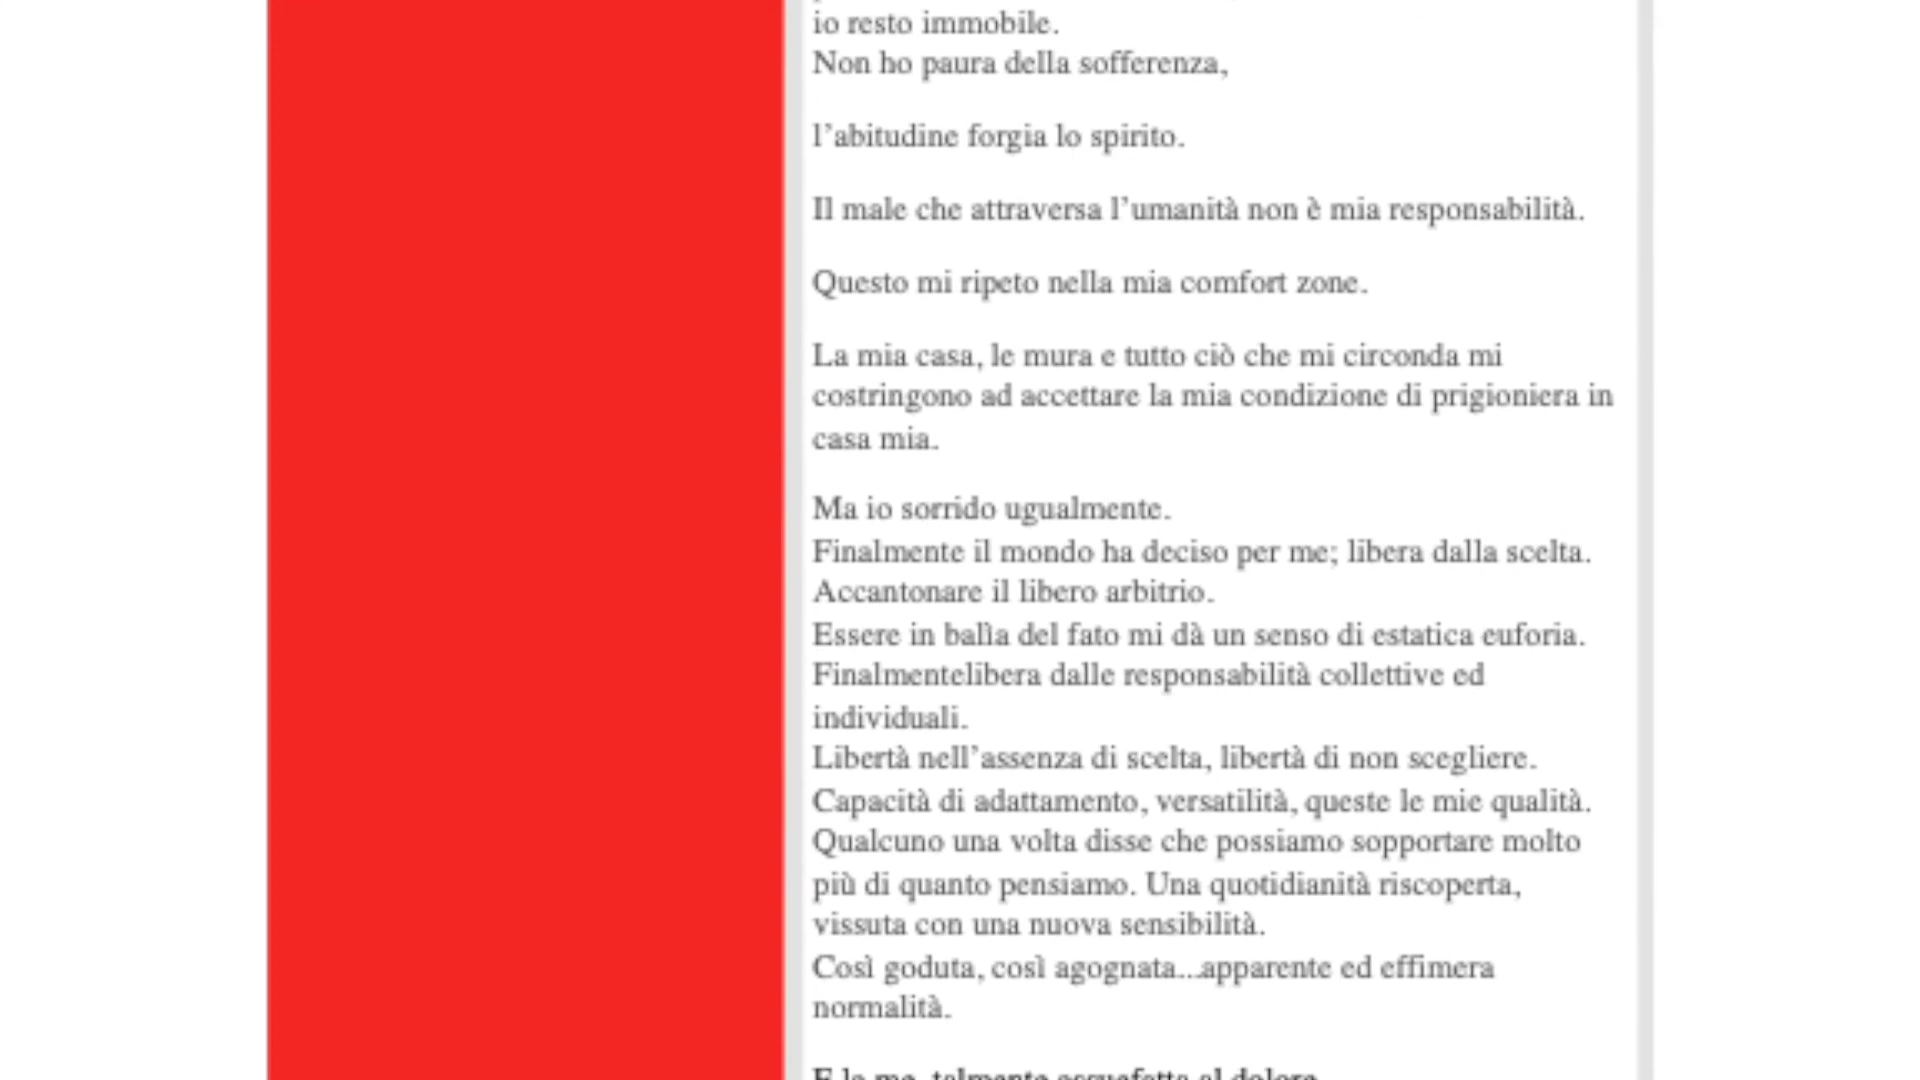 io resto immobile.
Non ho paura della sofferenza,
l’abitudine forgia lo spirito.
Il male che attraversa l’umanità non è mia responsabilità.
Questo mi ripeto nella mia comfort zone.
La mia casa, le mura e tutto ciò che mi circonda mi
costringono ad accettare la mia condizione di prigioniera in
casa mia.
Ma io sorrido ugualmente.
Finalmente il mondo ha deciso per me; libera dalla scelta.
Accantonare il libero arbitrio.
Essere in balìa del fato mi dà un senso di estatica euforia.
Finalmentelibera dalle responsabilità collettive ed
individuali.
Libertà nell’assenza di scelta, libertà di non scegliere.
Capacità di adattamento, versatilità, queste le mie qualità.
Qualcuno una volta disse che possiamo sopportare molto
più di quanto pensiamo. Una quotidianità riscoperta,
vissuta con una nuova sensibilità.
Così goduta, così agognata...apparente ed effimera
normalità.
talmente assuefatta al dolore